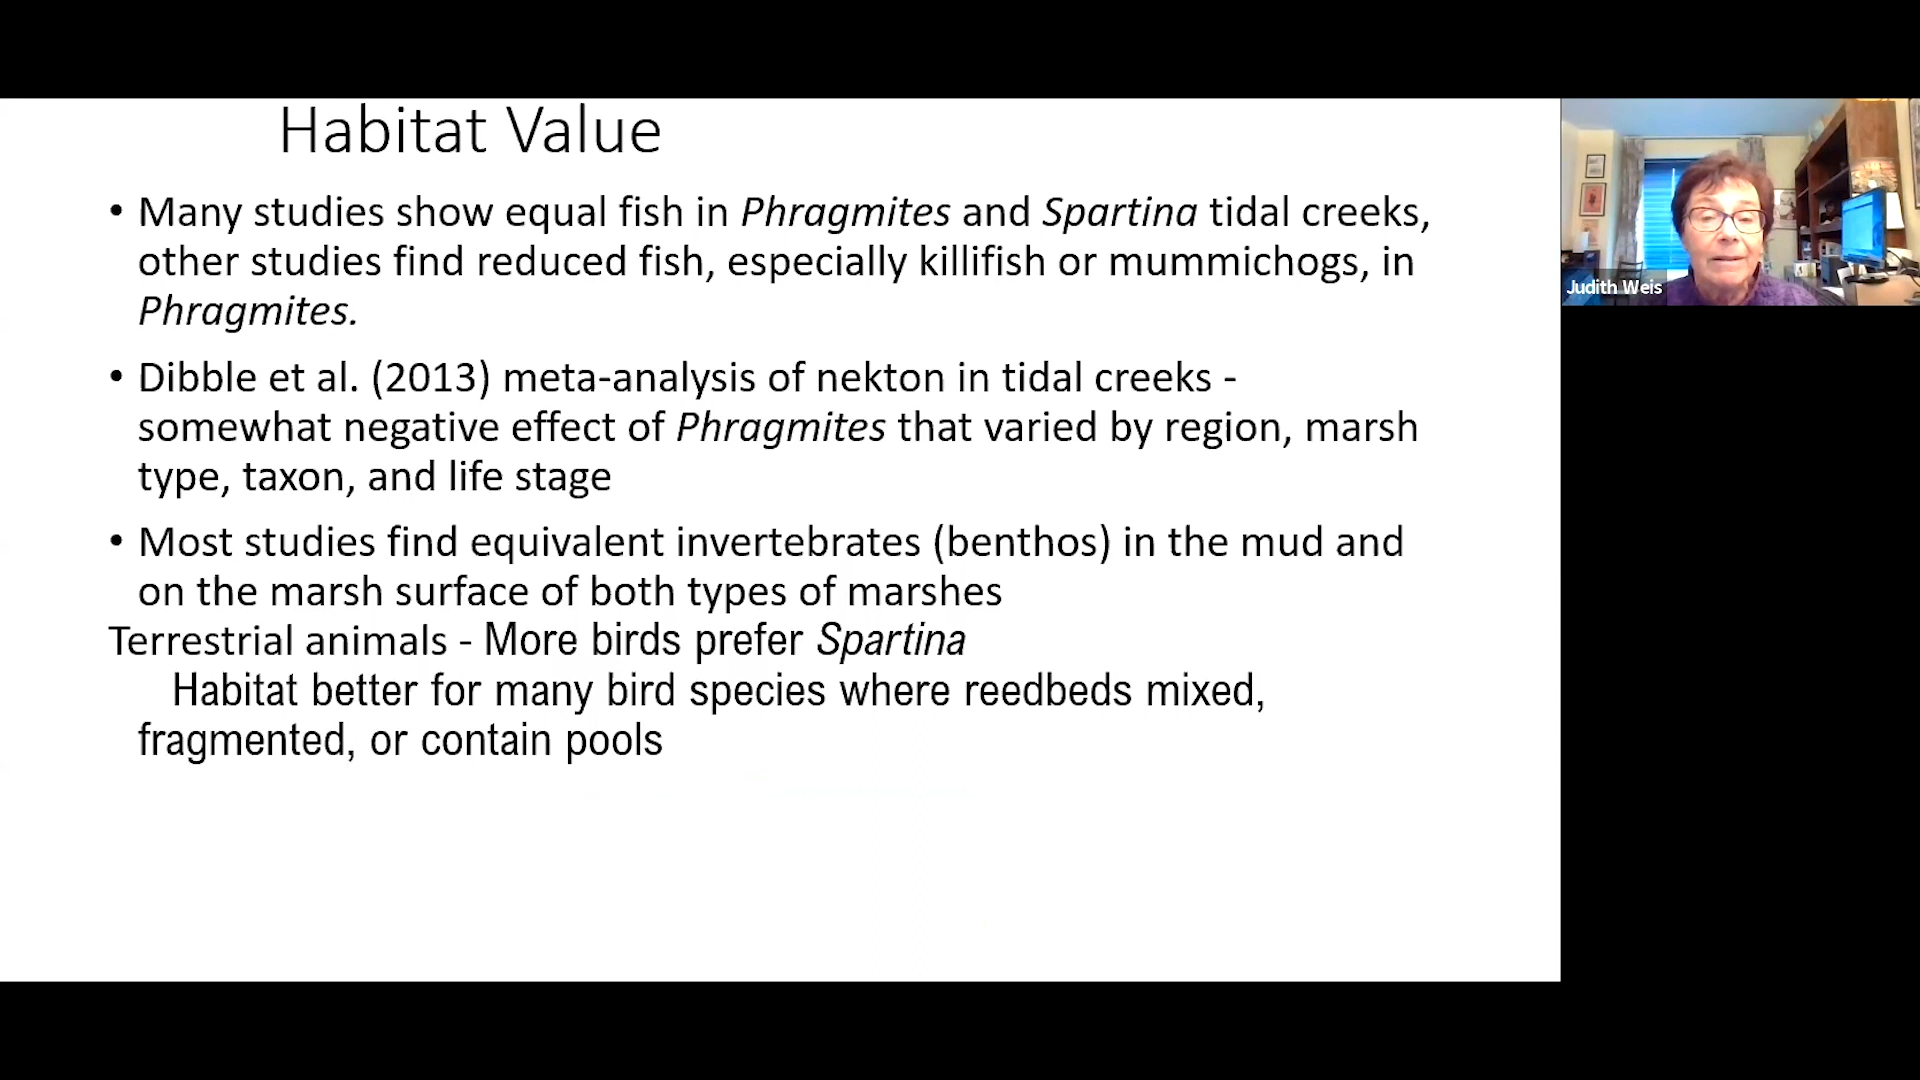 Habitat Value
• Many studies show equal fish in Phragmites and Spartina tidal creeks,
other studies find reduced fish, especially killifish or mummichogs, in
Phragmites.
• Dibble et al. (2013) meta-analysis of nekton in tidal creeks -
somewhat negative effect of Phragmites that varied by region, marsh
type, taxon, and life stage
• Most studies find equivalent invertebrates (benthos) in the mud and
on the marsh surface of both types of marshes
Terrestrial animals - More birds prefer Spartina
Habitat better for many bird species where reedbeds mixed,
fragmented, or contain pools
Judith Weis